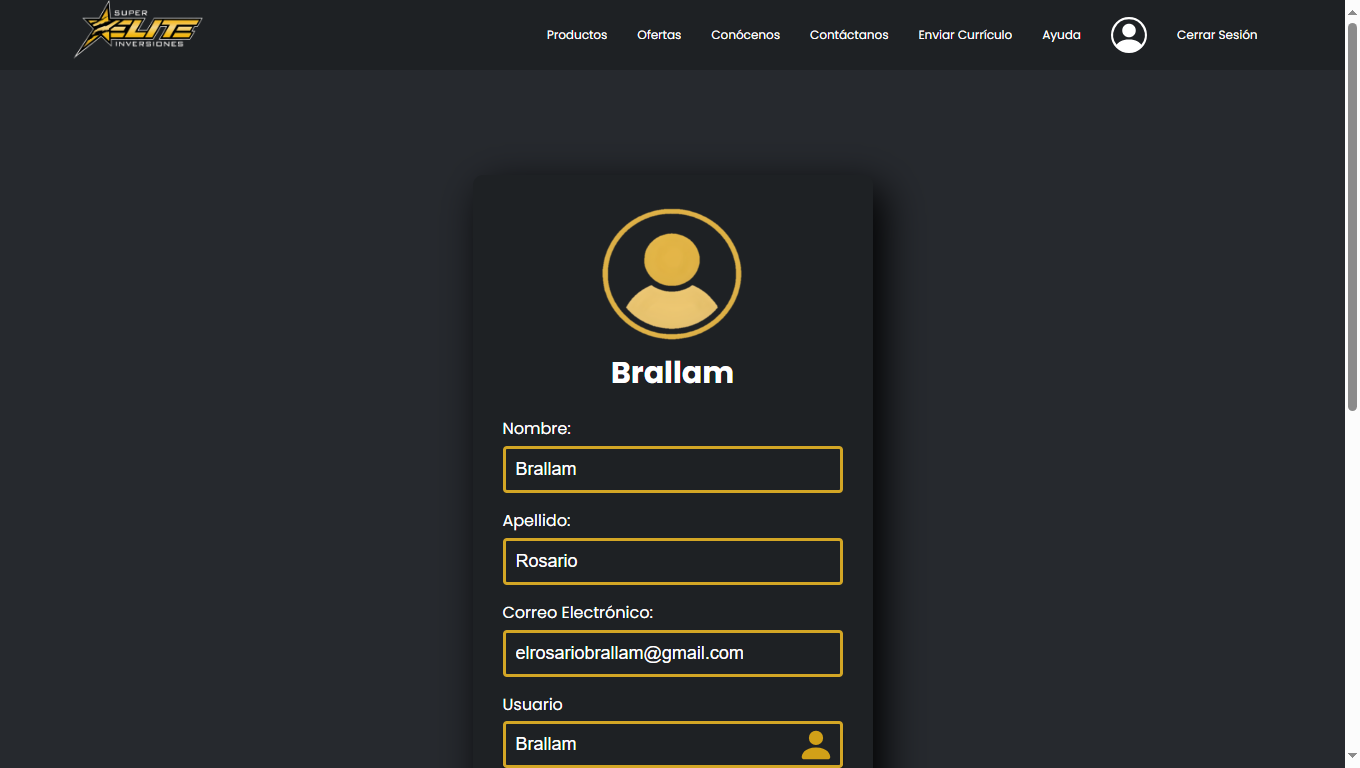 SUPER
ELITE
INVERSIONES
Productos Ofertas Conócenos Contáctanos Enviar Currículo Ayuda Cerrar Sesión
Brallam
Nombre:
Brallam
Apellido:
Rosario
Correo Electrónico:
elrosariobrallam@gmail.com
Usuario
Brallam